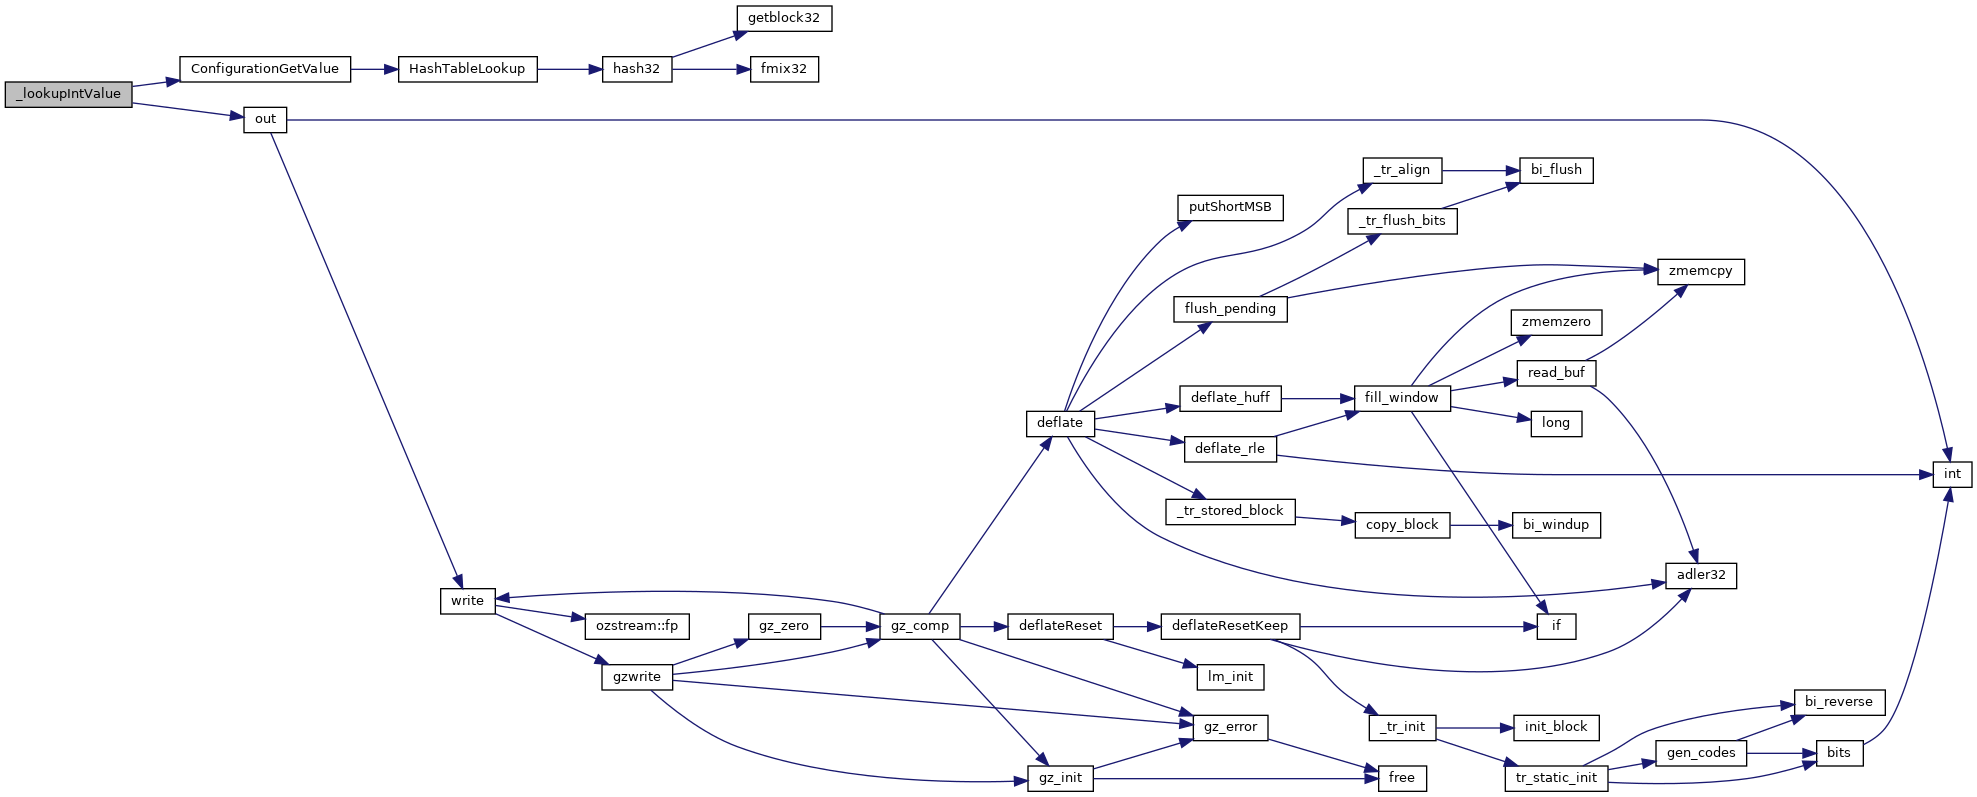 getblock32
ConfigurationGetValue
HashTableLookup
hash32
fmix32
_lookupIntValue
out
_tr_align
bi_flush
putShortMSB
_tr_flush_bits
zmemcpy
flush_pending
zmemzero
read_buf
deflate_huff
fill_window
deflate
long
deflate_rle
int
_tr_stored_block
copy_block
bi_windup
adler32
write
ozstream::fp
gz_zero
gz_comp
deflateReset
deflateResetKeep
if
gzwrite
lm_init
bi_reverse
gz_error
_tr_init
init_block
gen_codes
bits
gz_init
free
tr_static_init